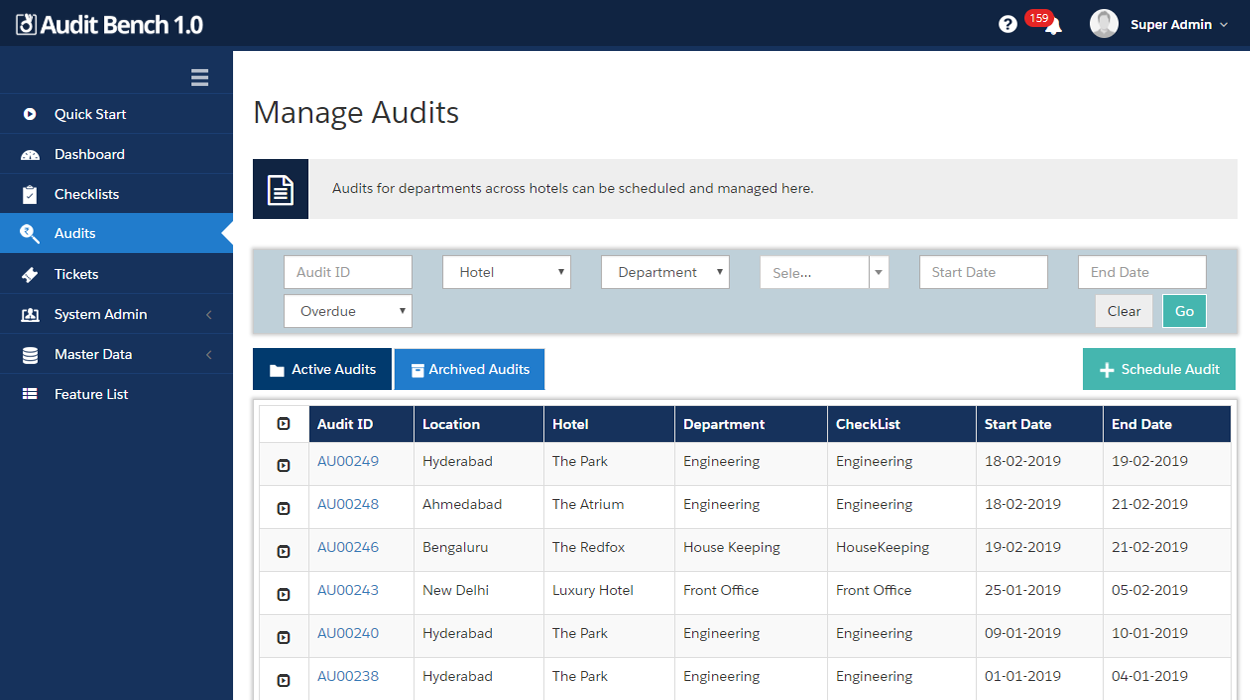 Audit Bench 1.0
159
Super Admin
Quick Start
Dashboard
Checklists
Audits
Tickets
System Admin
Master Data
Feature List
Manage Audits
Audits for departments across hotels can be scheduled and managed here.
Audit ID Hotel Department Sele... Start Date End Date
Overdue Clear Go
Active Audits Archived Audits Schedule Audit
Audit ID Location Hotel Department CheckList Start Date End Date
AU00249 Hyderabad The Park Engineering Engineering 18-02-2019 19-02-2019
AU00248 Ahmedabad The Atrium Engineering Engineering 18-02-2019 21-02-2019
AU00246 Bengaluru The Redfox House Keeping HouseKeeping 19-02-2019 21-02-2019
AU00243 New Delhi Luxury Hotel Front Office Front Office 25-01-2019 05-02-2019
AU00240 Hyderabad The Park Engineering Engineering 09-01-2019 10-01-2019
AU00238 Hyderabad The Park Engineering Engineering 01-01-2019 04-01-2019